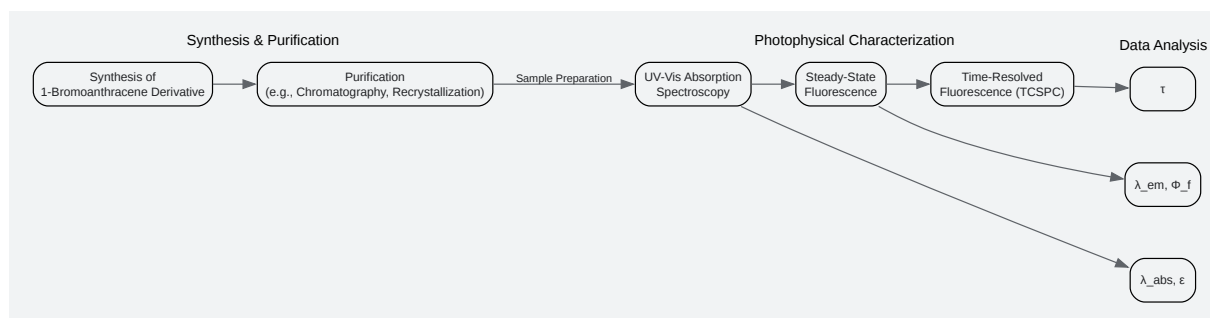 Synthesis & Purification
Photophysical Characterization
Data Analysis
Synthesis of
1-Bromoanthracene Derivative
Purification
(e.g., Chromatography, Recrystallization)
Sample Preparation
UV-Vis Absorption
Spectroscopy
Steady-State
Fluorescence
Time-Resolved
Fluorescence (TCSPC)
τ
λ_em, Φ_f
λ_abs, ε